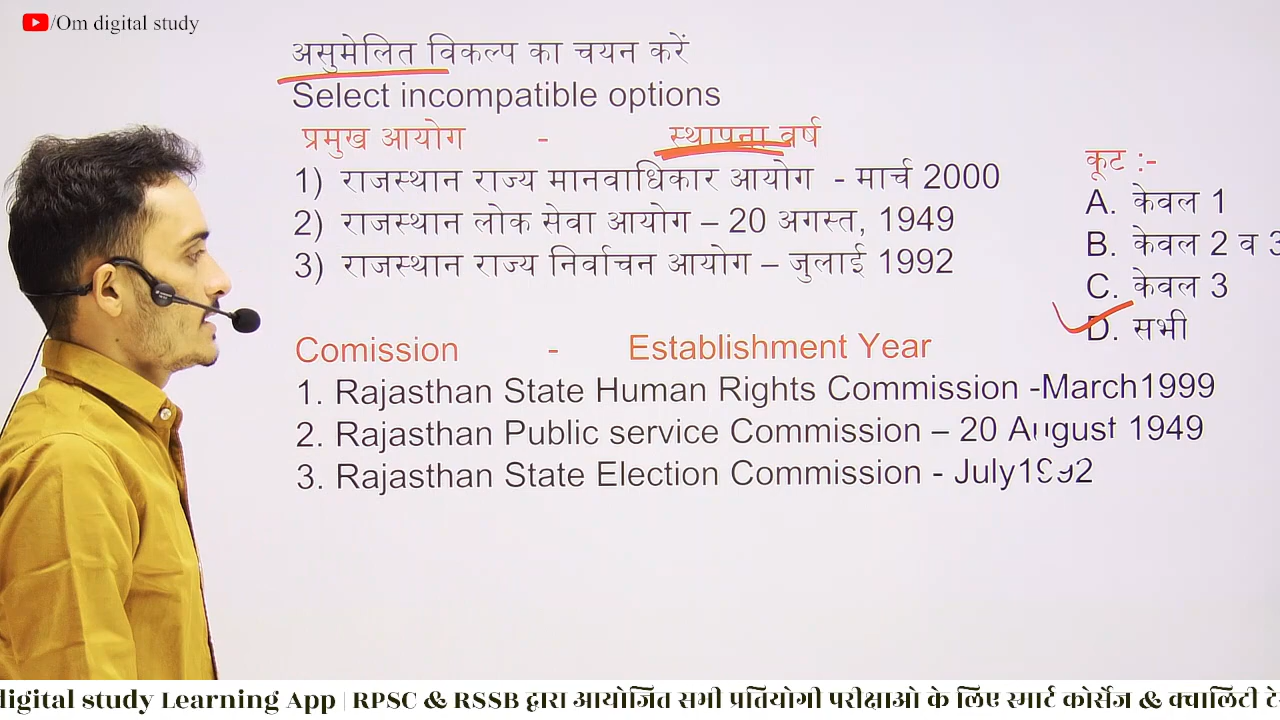 /Om digital study
असुमेलित विकल्प का चयन करें
Select incompatible options
प्रमुख आयोग - स्थापना वर्ष
1) राजस्थान राज्य मानवाधिकार आयोग - मार्च 2000
2) राजस्थान लोक सेवा आयोग – 20 अगस्त, 1949
3) राजस्थान राज्य निर्वाचन आयोग – जुलाई 1992
कूट :-
A. केवल 1
B. केवल 2 व 3
C. केवल 3
D. सभी
Comission - Establishment Year
1. Rajasthan State Human Rights Commission -March1999
2. Rajasthan Public service Commission – 20 August 1949
3. Rajasthan State Election Commission - July1992
digital study Learning App | RPSC & RSSB द्वारा आयोजित सभी प्रतियोगी परीक्षाओ के लिए स्मार्ट कोर्सेज & क्वालिटी